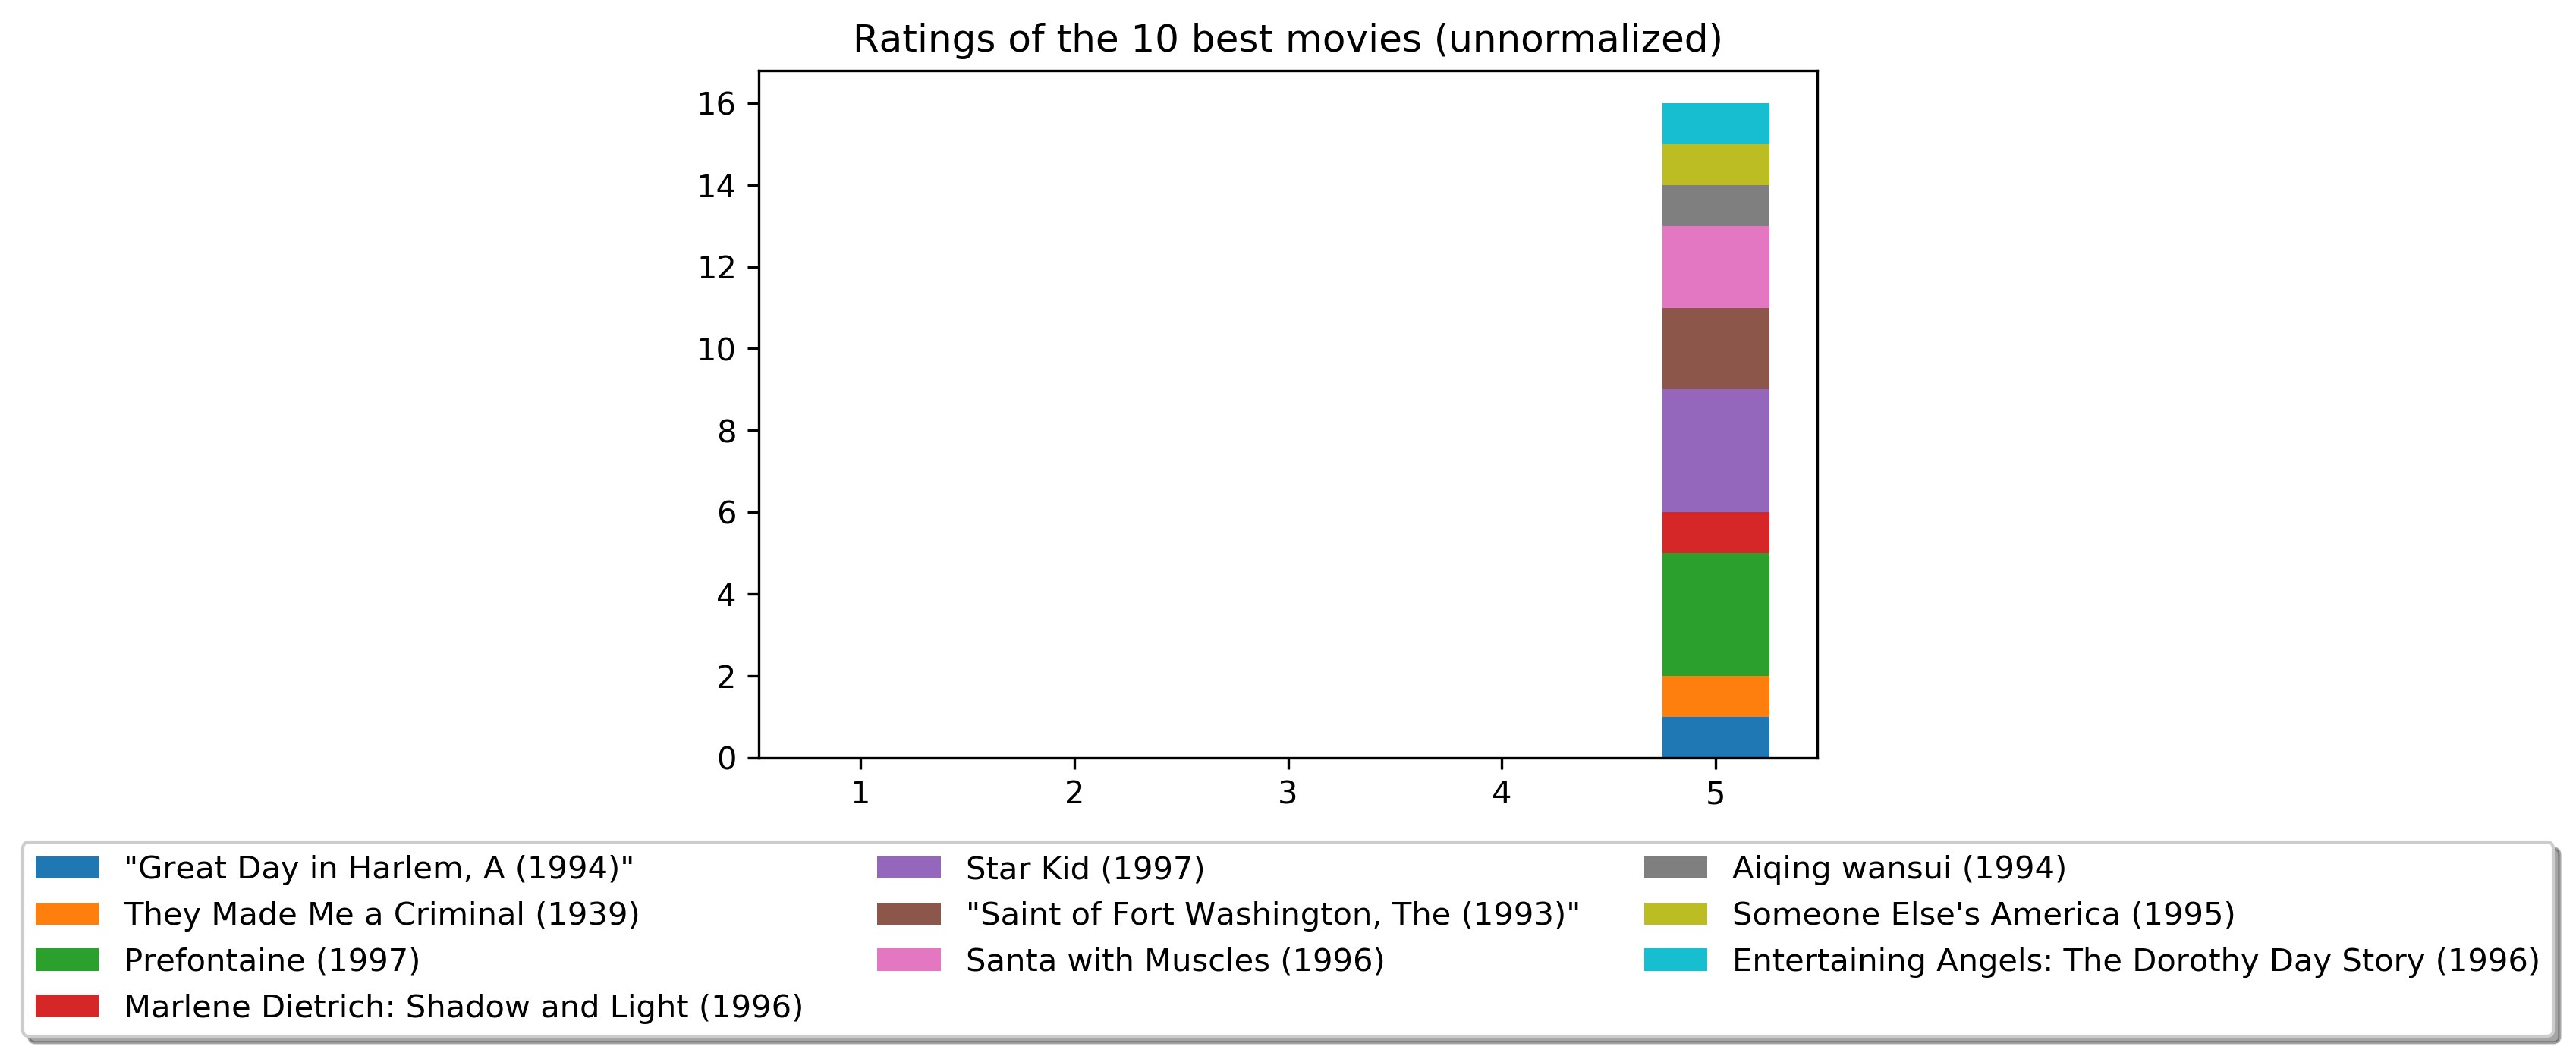 Ratings of the 10 best movies (unnormalized)
16
14
12
10
8
6
4
2
0
1 2 3 4 5
"Great Day in Harlem, A (1994)"
They Made Me a Criminal (1939)
Prefontaine (1997)
Marlene Dietrich: Shadow and Light (1996)
Star Kid (1997)
"Saint of Fort Washington, The (1993)"
Santa with Muscles (1996)
Aiqing wansui (1994)
Someone Else's America (1995)
Entertaining Angels: The Dorothy Day Story (1996)